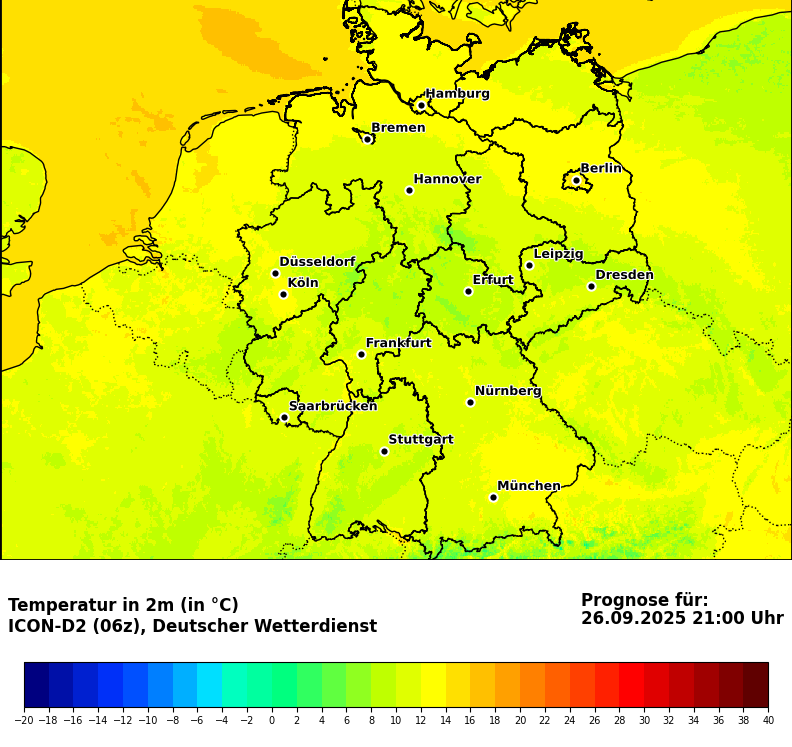 Hamburg
Bremen
Berlin
Hannover
Leipzig
Düsseldorf
Dresden
Köln
Erfurt
Frankfurt
Nürnberg
Saarbrücken
Stuttgart
München
Temperatur in 2m (in °C)
ICON-D2 (06z), Deutscher Wetterdienst
Prognose für:
26.09.2025 21:00 Uhr
−20 −18 −16 −14 −12 −10 −8 −6 −4 −2 0 2 4 6 8 10 12 14 16 18 20 22 24 26 28 30 32 34 36 38 40